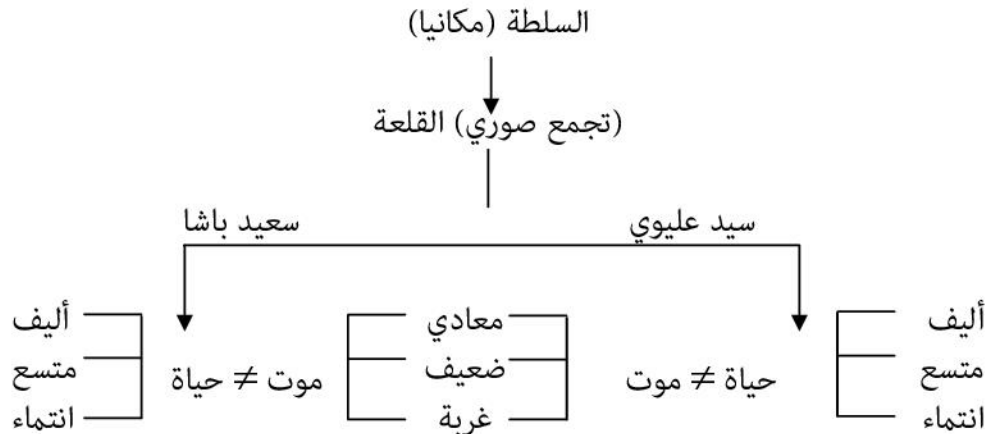 السلطة (مكانيا)
(تجمع صوري) القلعة
سيد عليوي
سعيد باشا
أليف
معادي
أليف
متسع
حياة ≠ موت
ضعيف
موت ≠ حياة
متسع
انتماء
غربة
انتماء